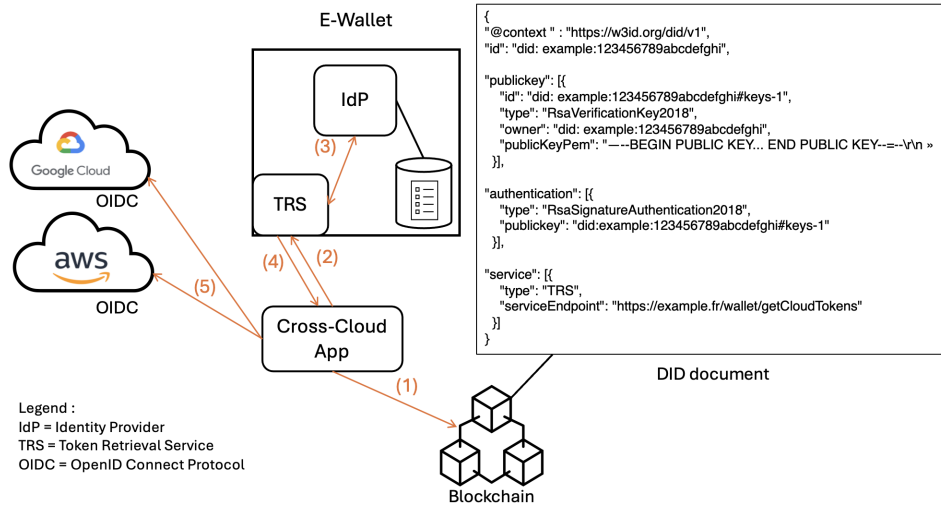 E-Wallet
IdP
(3)
TRS
Google Cloud
OIDC
aws
OIDC
(4)
(2)
(5)
Cross-Cloud
App
(1)
Blockchain
Legend :
IdP = Identity Provider
TRS = Token Retrieval Service
OIDC = OpenID Connect Protocol
{
"@context " : "https://w3id.org/did/v1",
"id": "did: example:123456789abcdefghi",
"publickey": [{
"id": "did: example:123456789abcdefghi#keys-1",
"type": "RsaVerificationKey2018",
"owner": "did: example:123456789abcdefghi",
"publicKeyPem": "—--BEGIN PUBLIC KEY... END PUBLIC KEY--=--\r\n »
}],
"authentication": [{
"type": "RsaSignatureAuthentication2018",
"publickey": "did:example:123456789abcdefghi#keys-1"
}],
"service": [{
"type": "TRS",
"serviceEndpoint": "https://example.fr/wallet/getCloudTokens"
}]
}
DID document